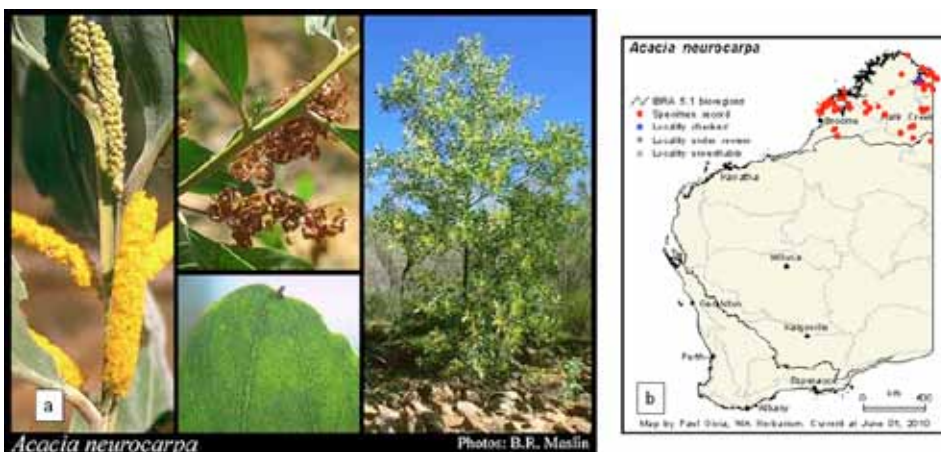 a
Acacia neurocarpa
Photos: B.R. Maslin
Acacia neurocarpa
IBRA 5.1 bioregions
Specimen record
Locality checked
Locality under review
Locality unreliable
Broome
Halls Creek
Karratha
Wiluna
Geraldton
Kalgoorlie
Perth
Esperance
Albany
km
0 400
b
Map by Paul Gioia, WA Herbarium. Current at June 01, 2010